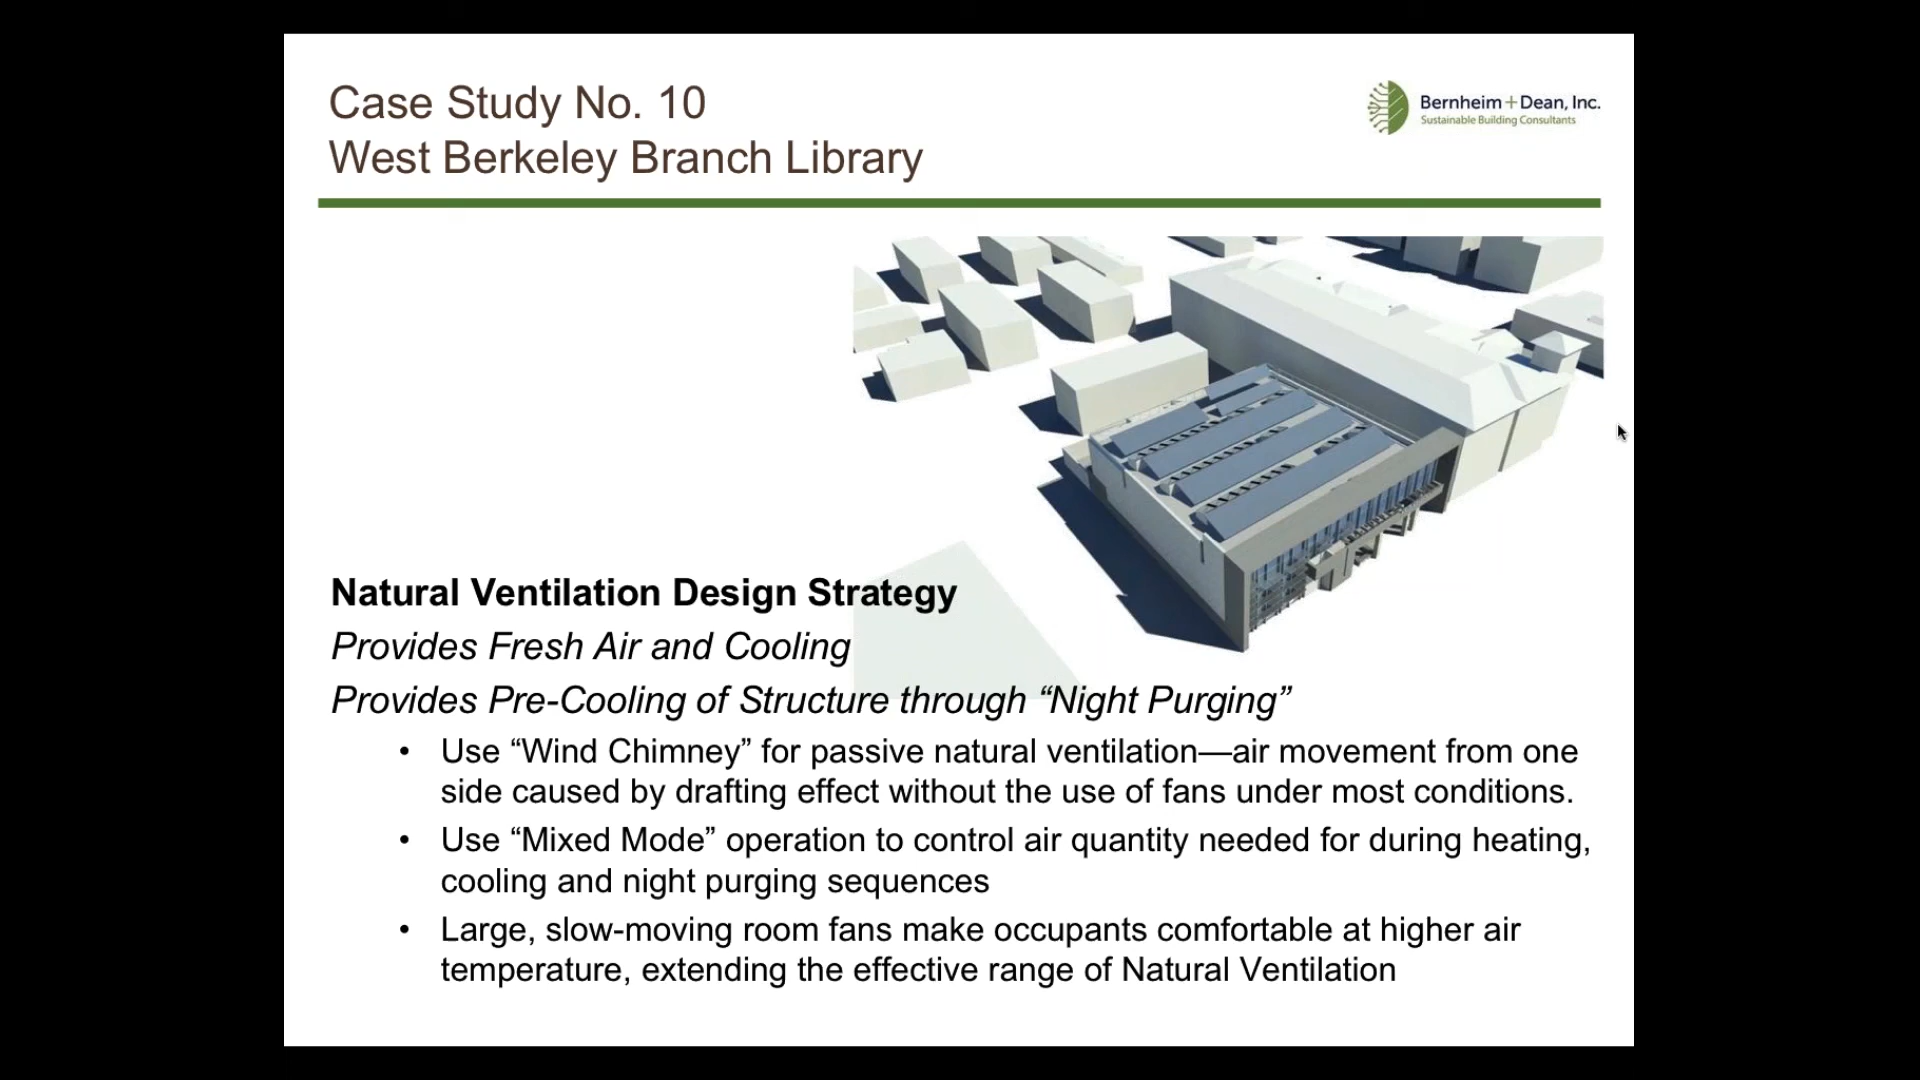 Case Study No. 10
West Berkeley Branch Library
Bernheim+Dean, Inc.
Sustainable Building Consultants
Natural Ventilation Design Strategy
Provides Fresh Air and Cooling
Provides Pre-Cooling of Structure through “Night Purging”
• Use “Wind Chimney” for passive natural ventilation—air movement from one
side caused by drafting effect without the use of fans under most conditions.
• Use “Mixed Mode” operation to control air quantity needed for during heating,
cooling and night purging sequences
• Large, slow-moving room fans make occupants comfortable at higher air
temperature, extending the effective range of Natural Ventilation